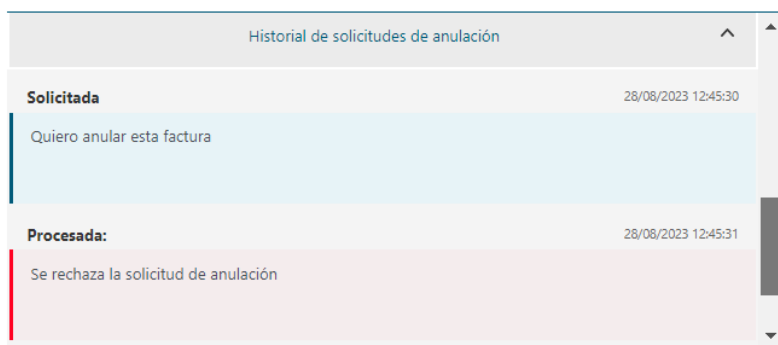 Historial de solicitudes de anulación
Solicitada 28/08/2023 12:45:30
Quiero anular esta factura
Procesada: 28/08/2023 12:45:31
Se rechaza la solicitud de anulación